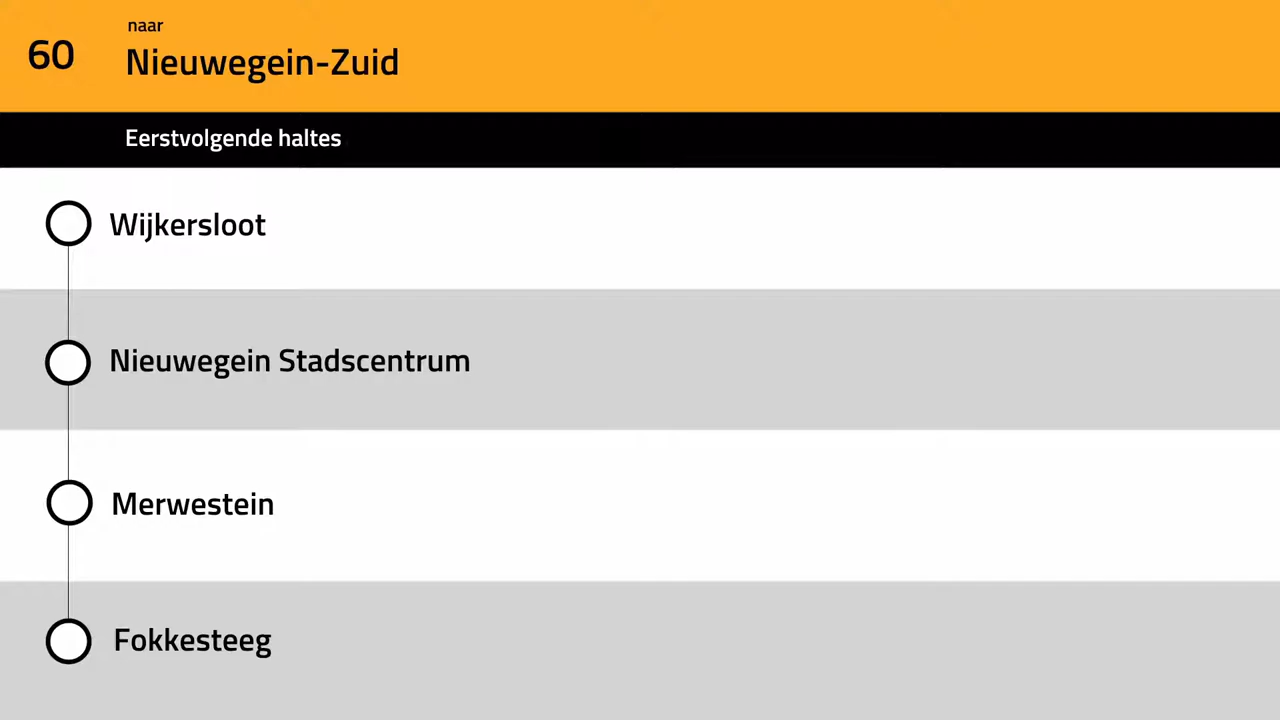 60
naar
Nieuwegein-Zuid
Eerstvolgende haltes
Wijkersloot
Nieuwegein Stadscentrum
Merwestein
Fokkesteeg